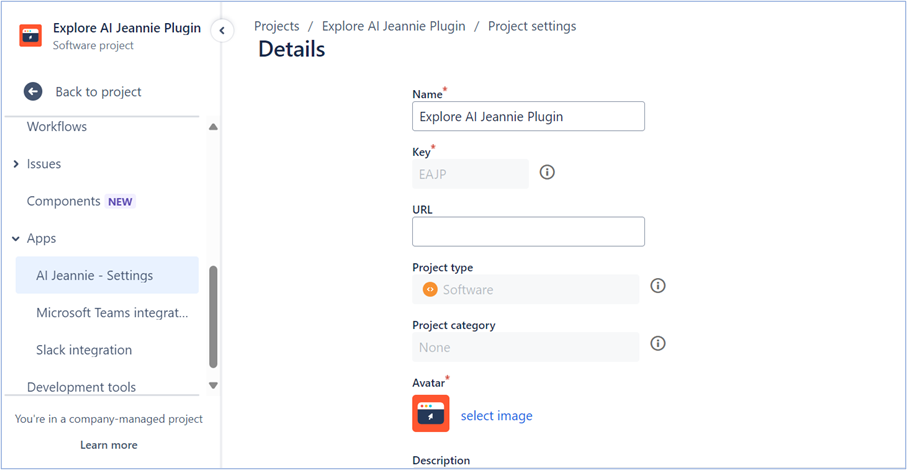 Explore AI Jeannie Plugin
Software project
Back to project
Workflows
Issues
Components NEW
Apps
AI Jeannie - Settings
Microsoft Teams integrat...
Slack integration
Development tools
You're in a company-managed project
Learn more
Projects / Explore AI Jeannie Plugin / Project settings
Details
Name*
Explore AI Jeannie Plugin
Key*
EAJP
URL
Project type
Software
Project category
None
Avatar*
select image
Description